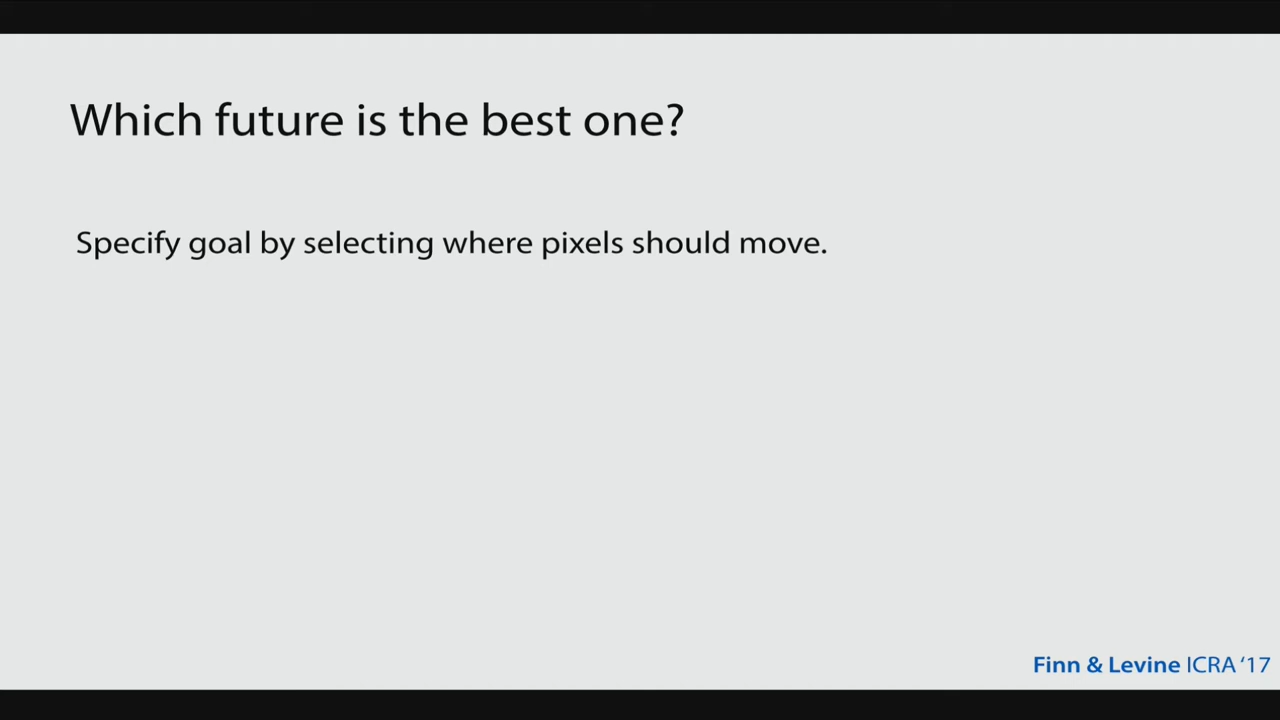 Which future is the best one?
Specify goal by selecting where pixels should move.
Finn & Levine ICRA ‘17